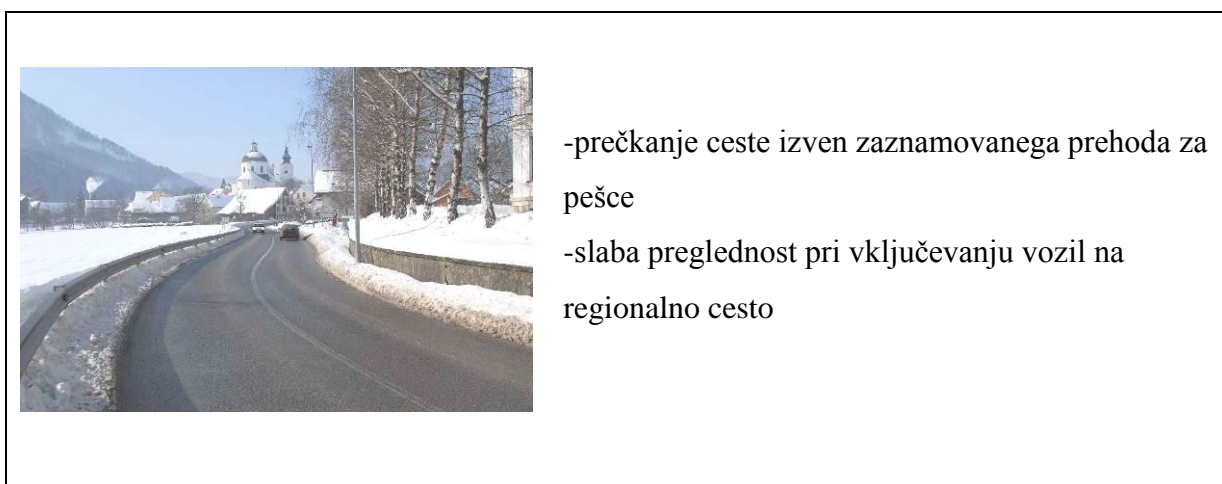 -prečkanje ceste izven zaznamovanega prehoda za
pešce
-slaba preglednost pri vključevanju vozil na
regionalno cesto